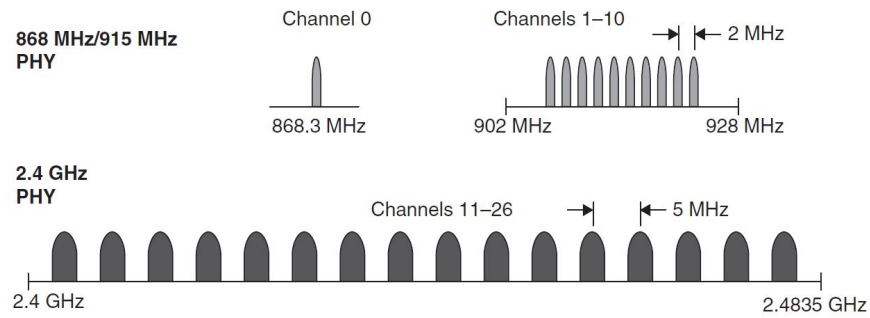 868 MHz/915 MHz
PHY
Channel 0
868.3 MHz
Channels 1–10
2 MHz
902 MHz
928 MHz
2.4 GHz
PHY
Channels 11–26
5 MHz
2.4 GHz
2.4835 GHz